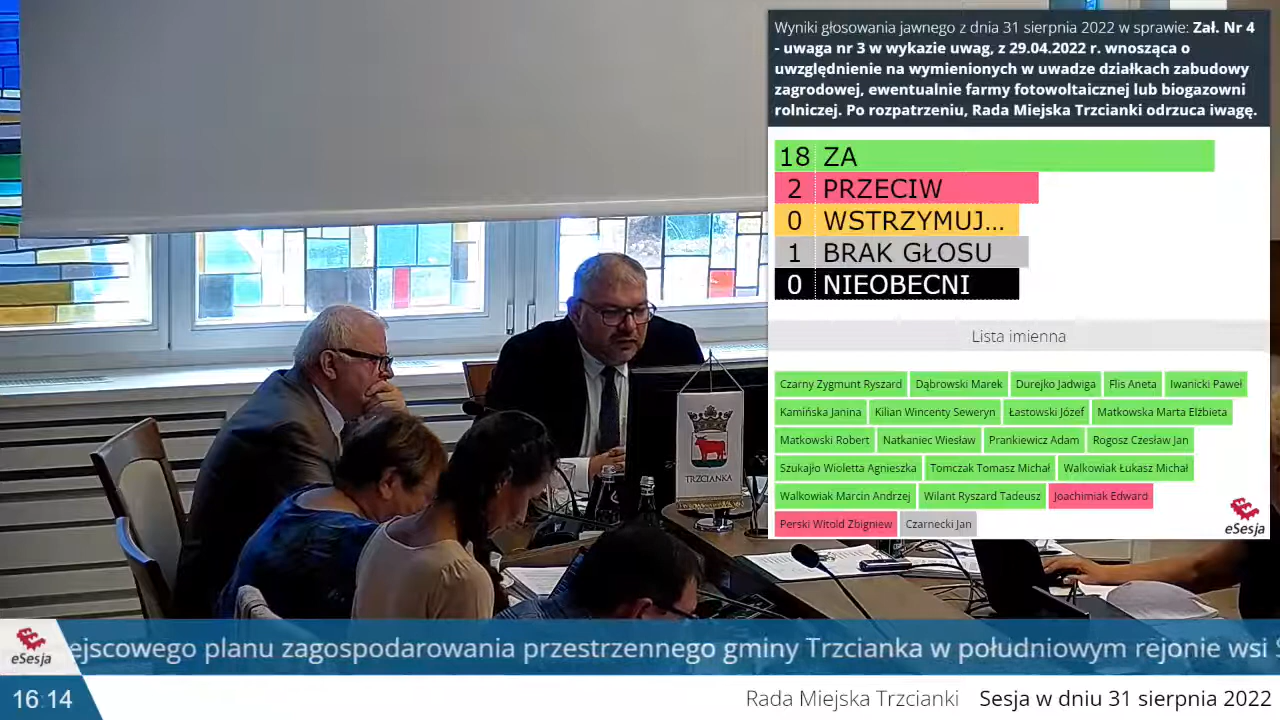 Wyniki głosowania jawnego z dnia 31 sierpnia 2022 w sprawie: Zał. Nr 4
- uwaga nr 3 w wykazie uwag, z 29.04.2022 r. wnosząca o
uwzględnienie na wymienionych w uwadze działkach zabudowy
zagrodowej, ewentualnie farmy fotowoltaicznej lub biogazowni
rolniczej. Po rozpatrzeniu, Rada Miejska Trzcianki odrzuca iwagę.
18 ZA
2 PRZECIW
0 WSTRZYMUJ...
1 BRAK GŁOSU
0 NIEOBECNI
Lista imienna
Czarny Zygmunt Ryszard Dąbrowski Marek Durejko Jadwiga Flis Aneta Iwanicki Paweł
Kamińska Janina Kilian Wincenty Seweryn Łastowski Józef Matkowska Marta Elżbieta
Matkowski Robert Natkaniec Wiesław Prankiewicz Adam Rogosz Czesław Jan
Szukajło Wioletta Agnieszka Tomczak Tomasz Michał Walkowiak Łukasz Michał
Walkowiak Marcin Andrzej Wilant Ryszard Tadeusz Joachimiak Edward
Perski Witold Zbigniew Czarnecki Jan
eSesja
TRZCIANKA
eSesja
ejscowego planu zagospodarowania przestrzennego gminy Trzcianka w południowym rejonie wsi S
16:14
Rada Miejska Trzcianki Sesja w dniu 31 sierpnia 2022